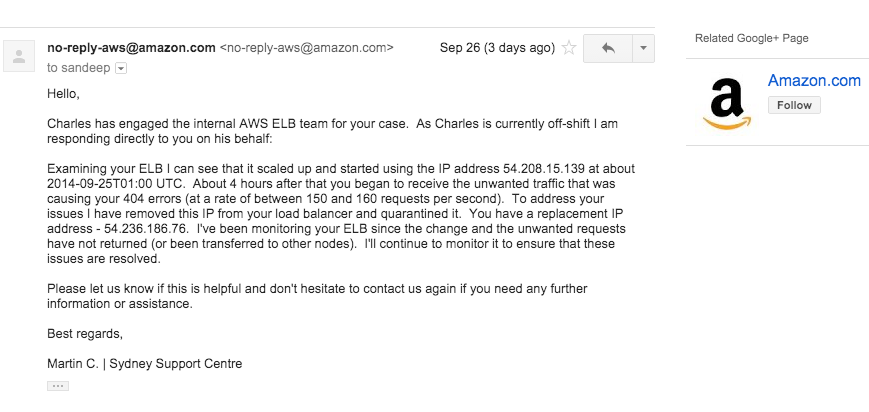 no-reply-aws@amazon.com <no-reply-aws@amazon.com>
Sep 26 (3 days ago)
to sandeep
Hello,
Charles has engaged the internal AWS ELB team for your case.  As Charles is currently off-shift I am
responding directly to you on his behalf:
Examining your ELB I can see that it scaled up and started using the IP address 54.208.15.139 at about
2014-09-25T01:00 UTC.  About 4 hours after that you began to receive the unwanted traffic that was
causing your 404 errors (at a rate of between 150 and 160 requests per second).  To address your
issues I have removed this IP from your load balancer and quarantined it.  You have a replacement IP
address - 54.236.186.76.  I've been monitoring your ELB since the change and the unwanted requests
have not returned (or been transferred to other nodes).  I'll continue to monitor it to ensure that these
issues are resolved.
Please let us know if this is helpful and don't hesitate to contact us again if you need any further
information or assistance.
Best regards,
Martin C. | Sydney Support Centre
Related Google+ Page
a
Amazon.com
Follow